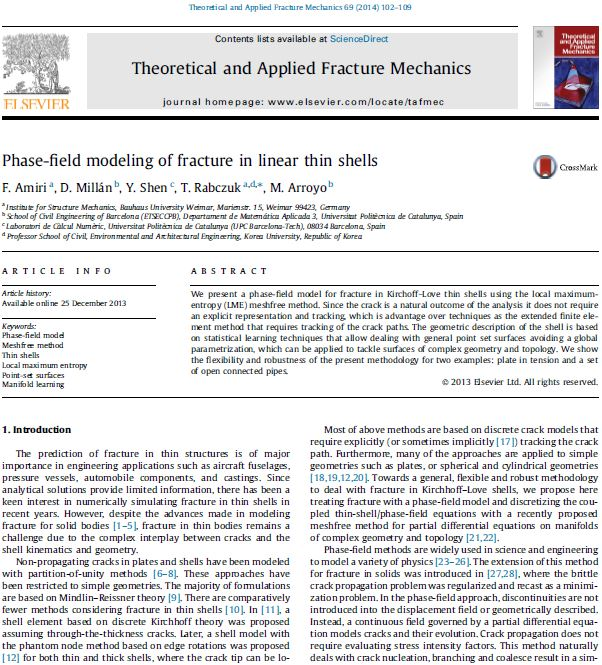 Theoretical and Applied Fracture Mechanics 69 (2014) 102–109
Contents lists available at ScienceDirect
Theoretical and Applied Fracture Mechanics
journal homepage: www.elsevier.com/locate/tafmec
ELSEVIER
Theoretical
and Applied
Fracture
Mechanics
Phase-field modeling of fracture in linear thin shells
CrossMark
F. Amiri a, D. Millán b, Y. Shen c, T. Rabczuk a,d,*, M. Arroyo b
a Institute for Structure Mechanics, Bauhaus University Weimar, Marienstr. 15, Weimar 99423, Germany
b School of Civil Engineering of Barcelona (ETSECCPB), Departament de Matemàtica Aplicada 3, Universitat Politècnica de Catalunya, Spain
c Laboratori de Càlcul Numèric, Universitat Politècnica de Catalunya (UPC BarcelonaTech), 08034 Barcelona, Spain
d Professor School of Civil, Environmental and Architectural Engineering, Korea University, Republic of Korea
ARTICLE INFO
Article history:
Available online 25 December 2013
Keywords:
Phase-field model
Meshfree method
Thin shells
Local maximum entropy
Point-set surfaces
Manifold learning
ABSTRACT
We present a phase-field model for fracture in Kirchoff–Love thin shells using the local maximum-
entropy (LME) meshfree method. Since the crack is a natural outcome of the analysis it does not require
an explicit representation and tracking, which is advantage over techniques as the extended finite ele-
ment method that requires tracking of the crack paths. The geometric description of the shell is based
on statistical learning techniques that allow dealing with general point set surfaces avoiding a global
parametrization, which can be applied to tackle surfaces of complex geometry and topology. We show
the flexibility and robustness of the present methodology for two examples: plate in tension and a set
of open connected pipes.
© 2013 Elsevier Ltd. All rights reserved.
1. Introduction
The prediction of fracture in thin structures is of major
importance in engineering applications such as aircraft fuselages,
pressure vessels, automobile components, and castings. Since
analytical solutions provide limited information, there has been a
keen interest in numerically simulating fracture in thin shells in
recent years. However, despite the advances made in modeling
fracture for solid bodies [1–5], fracture in thin bodies remains a
challenge due to the complex interplay between cracks and the
shell kinematics and geometry.
Non-propagating cracks in plates and shells have been modeled
with partition-of-unity methods [6–8]. These approaches have
been restricted to simple geometries. The majority of formulations
are based on Mindlin–Reissner theory [9]. There are comparatively
fewer methods considering fracture in thin shells [10]. In [11], a
shell element based on discrete Kirchhoff theory was proposed
assuming through-the-thickness cracks. Later, a shell model with
the phantom node method based on edge rotations was proposed
[12] for both thin and thick shells, where the crack tip can be lo-
Most of above methods are based on discrete crack models that
require explicitly (or sometimes implicitly [17]) tracking the crack
path. Furthermore, many of the approaches are applied to simple
geometries such as plates, or spherical and cylindrical geometries
[18,19,12,20]. Towards a general, flexible and robust methodology
to deal with fracture in Kirchhoff–Love shells, we propose here
treating fracture with a phase-field model and discretizing the cou-
pled thin-shell/phase-field equations with a recently proposed
meshfree method for partial differential equations on manifolds
of complex geometry and topology [21,22].
Phase-field methods are widely used in science and engineering
to model a variety of physics [23–26]. The extension of this method
for fracture in solids was introduced in [27,28], where the brittle
crack propagation problem was regularized and recast as a minimi-
zation problem. In the phase-field approach, discontinuities are not
introduced into the displacement field or geometrically described.
Instead, a continuous field governed by a partial differential equa-
tion models cracks and their evolution. Crack propagation does not
require evaluating stress intensity factors. This method naturally
deals with crack nucleation, branching and coalesce result in a sim-